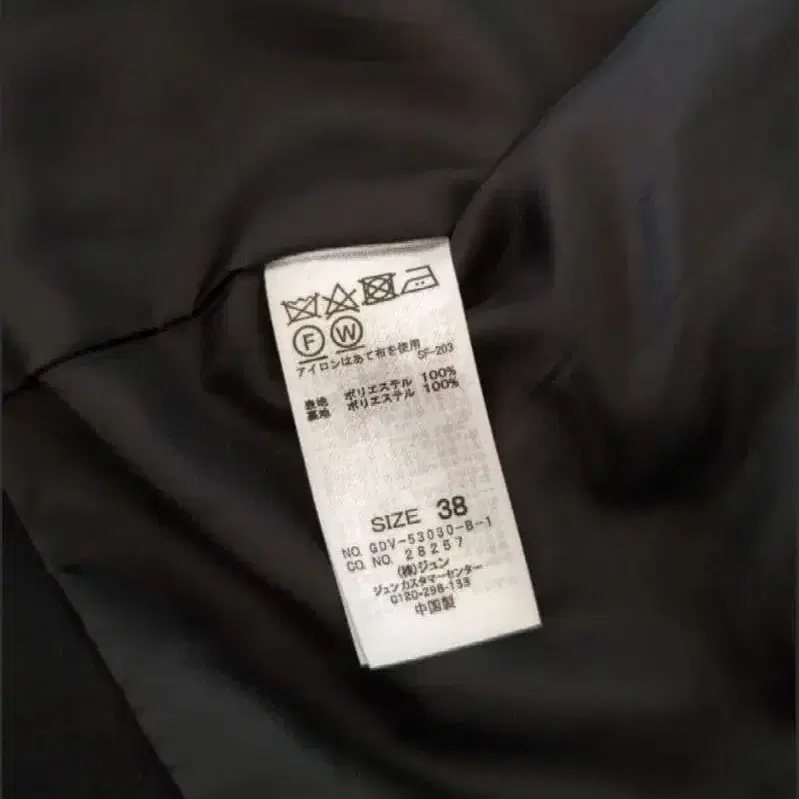 F W
アイロンはあて布を使用 CF-203
表地 ポリエステル 100%
裏地 ポリエステル 100%
SIZE 38
NO. GDV-53030-B-1
CO. NO. 28257
(株)ジュン
ジュンカスタマーセンター
0120-298-133
中国製